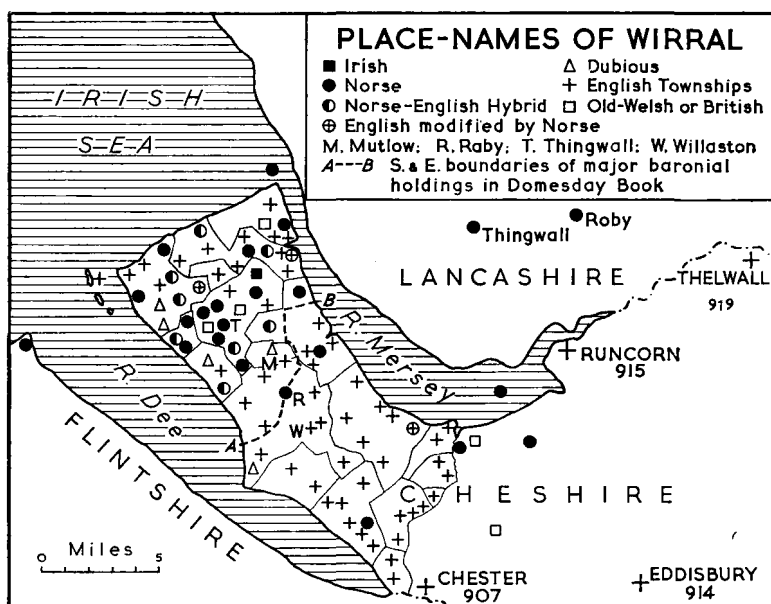 PLACE-NAMES OF WIRRAL
Irish
Norse
Norse-English Hybrid
English modified by Norse
Dubious
English Townships
Old-Welsh or British
M, Mutlow; R, Raby; T, Thingwall; W, Willaston
A---B S. & E. boundaries of major baronial
holdings in Domesday Book
IRISH
SEA
Roby
Thingwall
LANCASHIRE
THELWALL
919
RUNCORN
915
B
R. Mersey
T
M
R
W
A
R. Dee
FLINTSHIRE
CHESHIRE
Miles
0 5
CHESTER
907
EDDISBURY
914